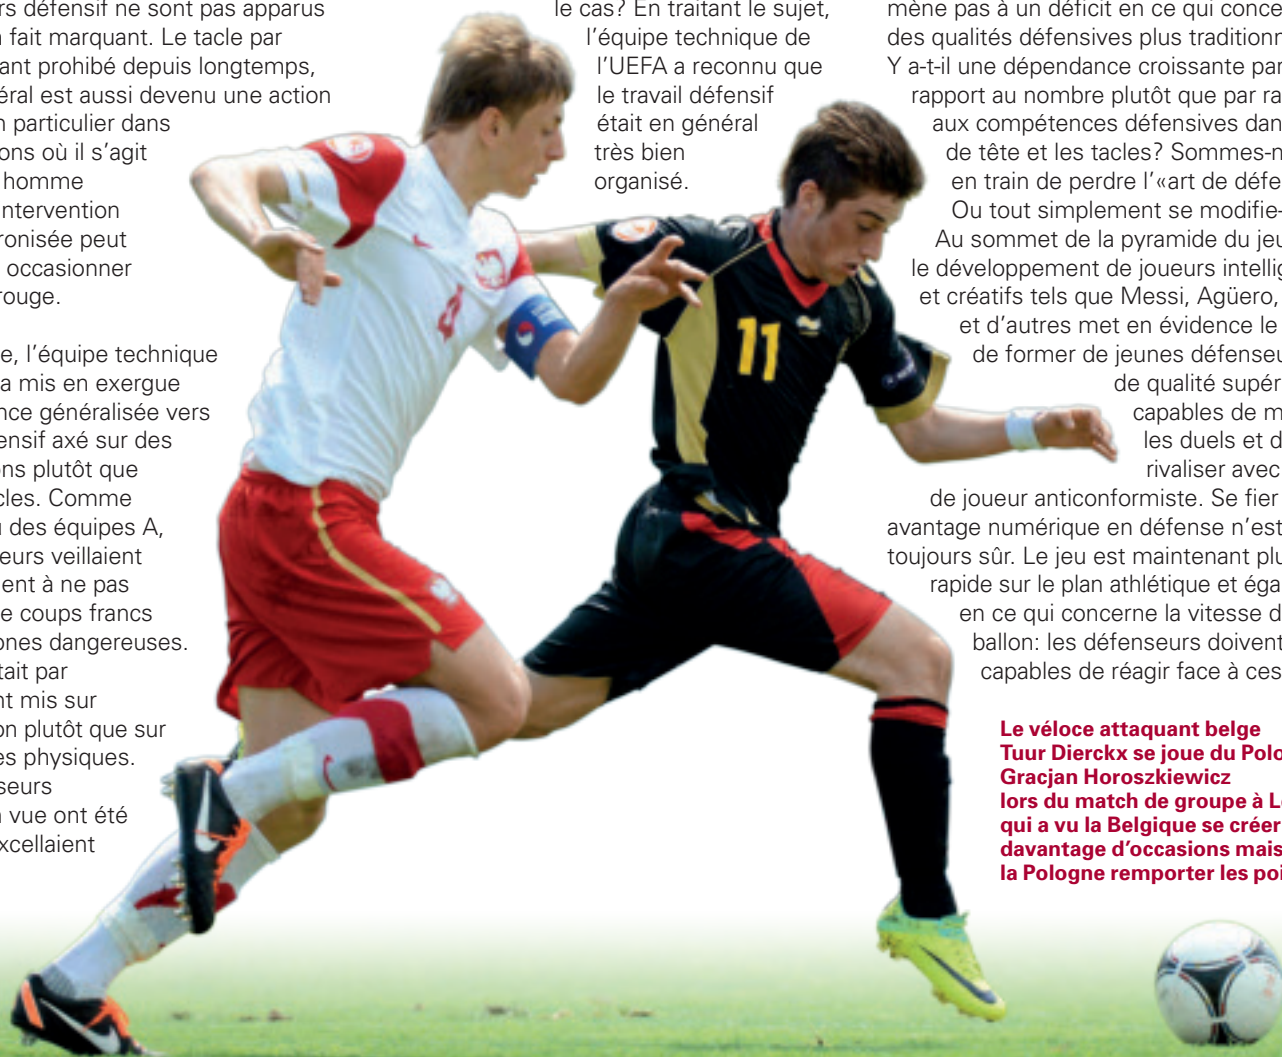 rs défensif ne sont pas apparus
fait marquant. Le tacle par
ant prohibé depuis longtemps,
éral est aussi devenu une action
particulier dans
ons où il s’agit
homme
ntervention
ronisée peut
occasionner
rouge.
e, l’équipe technique
a mis en exergue
nce généralisée vers
ensif axé sur des
ons plutôt que
cles. Comme
des équipes A,
eurs veillaient
ent à ne pas
e coups francs
ones dangereuses.
tait par
nt mis sur
on plutôt que sur
es physiques.
seurs
vue ont été
xcellaient
le cas? En traitant le sujet,
l’équipe technique de
l’UEFA a reconnu que
le travail défensif
était en général
très bien
organisé.
mène pas à un déficit en ce qui conce
des qualités défensives plus traditionn
Y a-t-il une dépendance croissante par
rapport au nombre plutôt que par ra
aux compétences défensives dan
de tête et les tacles? Sommes-n
en train de perdre l’«art de défe
Ou tout simplement se modifie-
Au sommet de la pyramide du jeu
le développement de joueurs intellig
et créatifs tels que Messi, Agüero,
et d’autres met en évidence le
de former de jeunes défenseu
de qualité supér
capables de m
les duels et d
rivaliser avec
de joueur anticonformiste. Se fier
avantage numérique en défense n’est
toujours sûr. Le jeu est maintenant plu
rapide sur le plan athlétique et éga
en ce qui concerne la vitesse d
ballon: les défenseurs doivent
capables de réagir face à ces
11
Le véloce attaquant belge
Tuur Dierckx se joue du Polo
Gracjan Horoszkiewicz
lors du match de groupe à L
qui a vu la Belgique se créer
davantage d’occasions mais
la Pologne remporter les poi